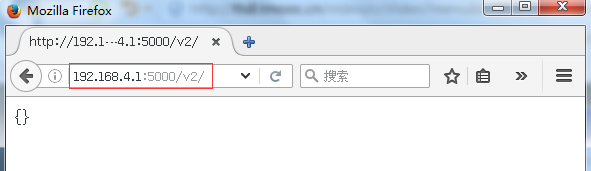 Mozilla Firefox
http://192.1···4.1:5000/v2/
192.168.4.1:5000/v2/
搜索
{}